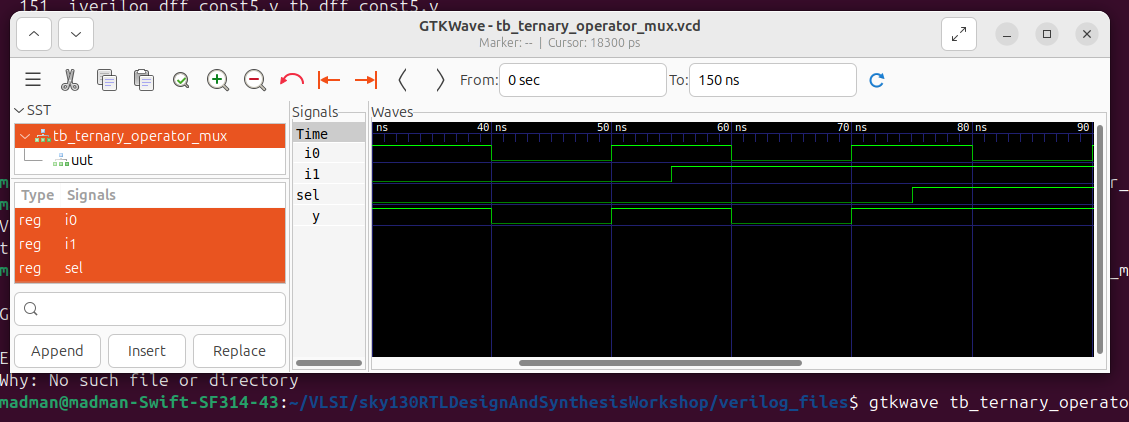 151  iverilog dff_const5.v tb_dff_const5.v
GTKWave - tb_ternary_operator_mux.vcd
Marker: -- | Cursor: 18300 ps
From: 0 sec To: 150 ns
SST
tb_ternary_operator_mux
uut
Type Signals
reg i0
reg i1
reg sel
Append Insert Replace
Signals
Time
i0
i1
sel
y
Waves
ns 40 ns 50 ns 60 ns 70 ns 80 ns 90
Why: No such file or directory
madman@madman-Swift-SF314-43:~/VLSI/sky130RTLDesignAndSynthesisWorkshop/verilog_files$ gtkwave tb_ternary_operato